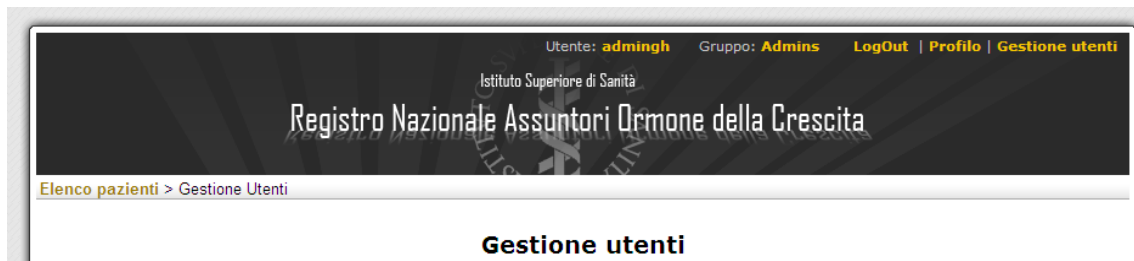 Utente: admingh Gruppo: Admins LogOut | Profilo | Gestione utenti
Istituto Superiore di Sanità
Registro Nazionale Assuntori Ormone della Crescita
Elenco pazienti > Gestione Utenti
Gestione utenti